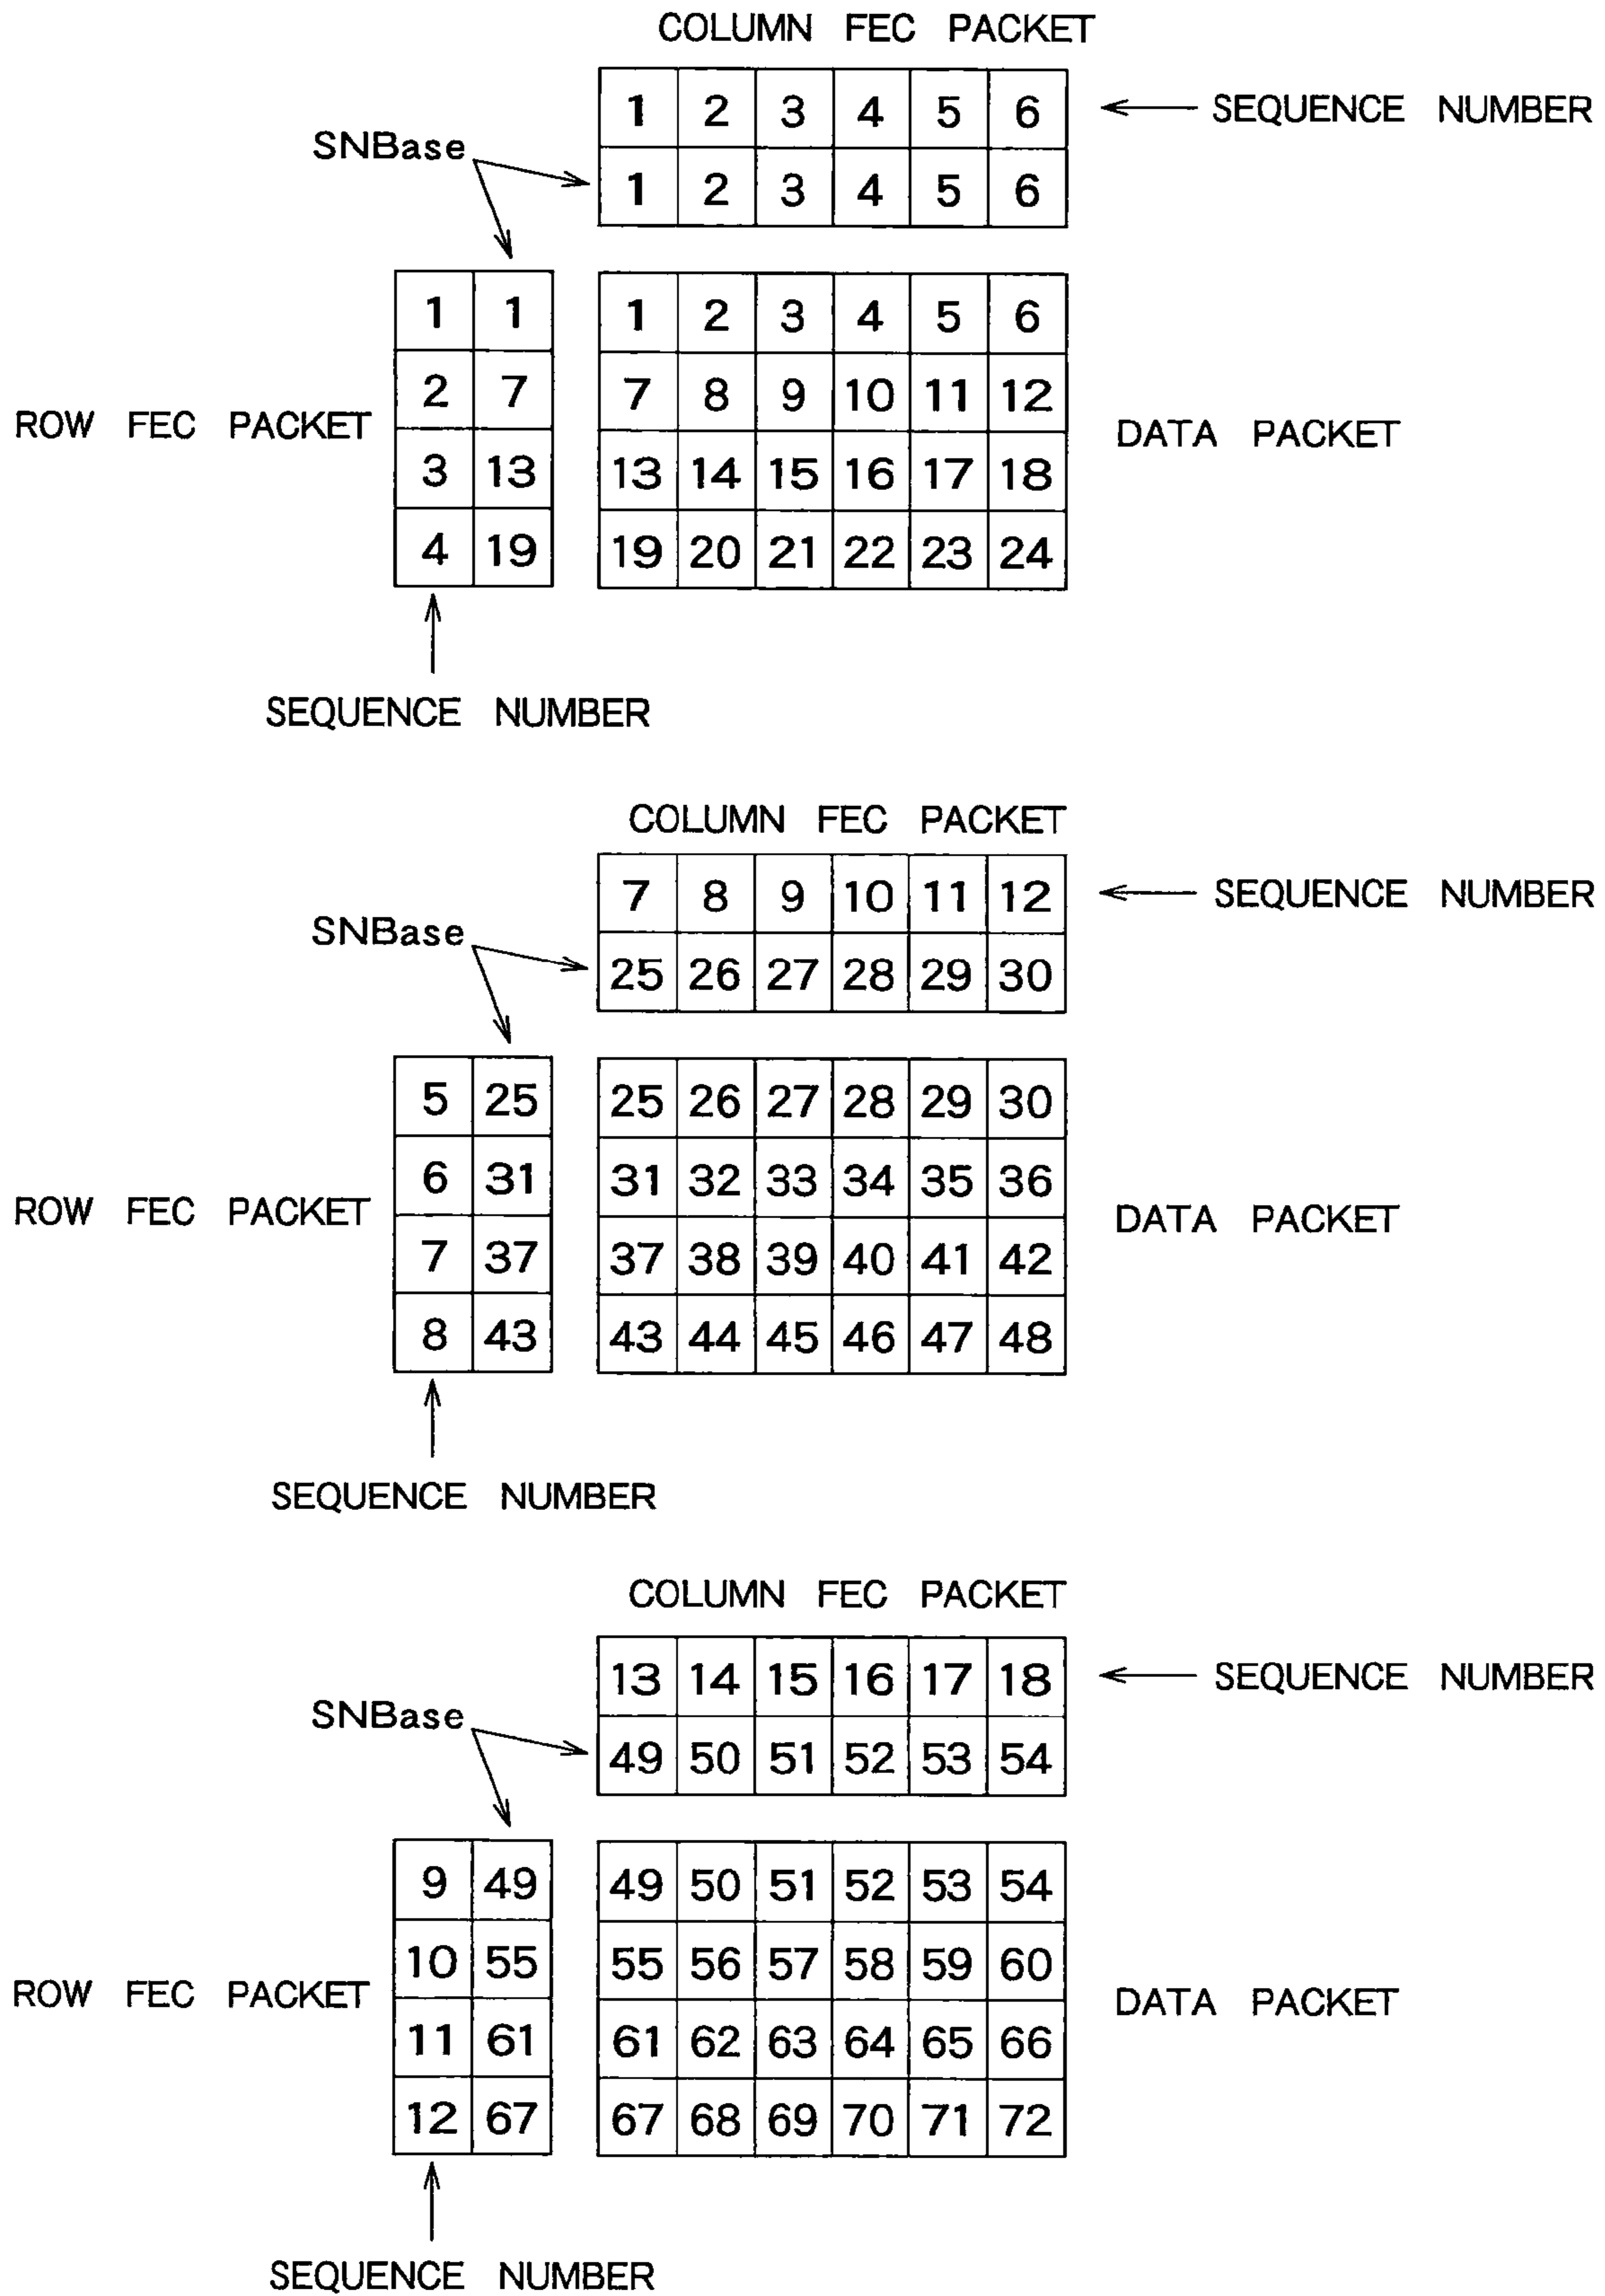 COLUMN FEC PACKET
1 2 3 4 5 6
SEQUENCE NUMBER
SNBase
1 2 3 4 5 6
1 1
1 2 3 4 5 6
2 7
7 8 9 10 11 12
ROW FEC PACKET
DATA PACKET
3 13
13 14 15 16 17 18
4 19
19 20 21 22 23 24
SEQUENCE NUMBER
COLUMN FEC PACKET
7 8 9 10 11 12
SEQUENCE NUMBER
SNBase
25 26 27 28 29 30
5 25
25 26 27 28 29 30
6 31
31 32 33 34 35 36
ROW FEC PACKET
DATA PACKET
7 37
37 38 39 40 41 42
8 43
43 44 45 46 47 48
SEQUENCE NUMBER
COLUMN FEC PACKET
13 14 15 16 17 18
SEQUENCE NUMBER
SNBase
49 50 51 52 53 54
9 49
49 50 51 52 53 54
10 55
55 56 57 58 59 60
ROW FEC PACKET
DATA PACKET
11 61
61 62 63 64 65 66
12 67
67 68 69 70 71 72
SEQUENCE NUMBER